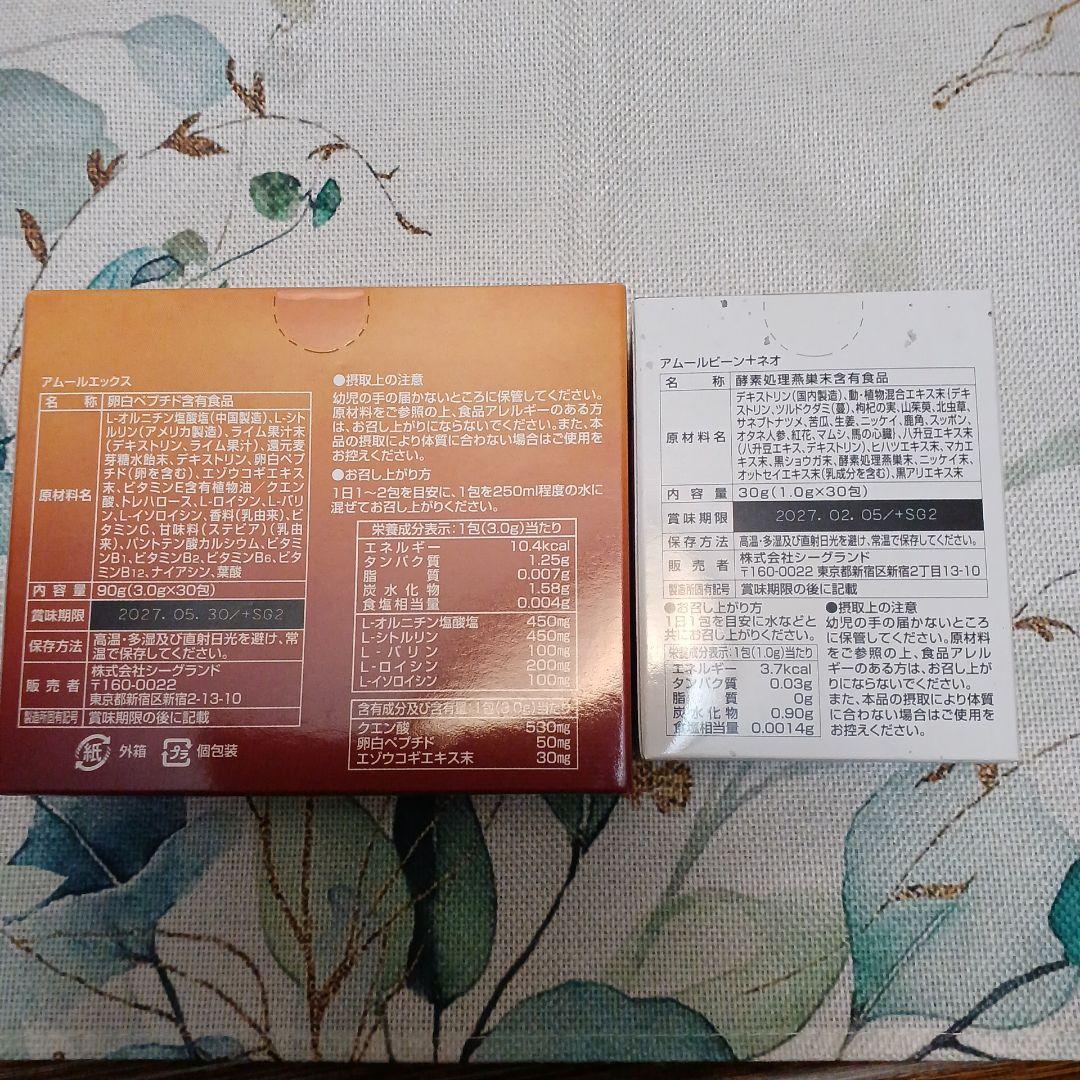 アムールエックス
名 称 卵白ペプチド含有食品
原材料名
L-オルニチン塩酸塩(中国製造)、L-シト
ルリン(アメリカ製造)、ライム果汁末
(デキストリン、ライム果汁)、還元麦
芽糖水飴末、デキストリン、卵白ペプ
チド(卵を含む)、エゾウコギエキス
末、ビタミンE含有植物油／クエン
酸、トレハロース、L-ロイシン、L-バリ
ン、L-イソロイシン、香料(乳由来)、ビ
タミンC、甘味料(ステビア)(乳由
来)、パントテン酸カルシウム、ビタミ
ンB1、ビタミンB2、ビタミンB6、ビタ
ミンB12、ナイアシン、葉酸
内 容 量 90g(3.0g×30包)
賞味期限 2027.05.30/+SG2
保存方法 高温・多湿及び直射日光を避け、常
温で保存してください。
販 売 者 株式会社シーグランド
〒160-0022
東京都新宿区新宿2-13-10
製造所固有記号 賞味期限の後に記載
紙 外箱 プラ 個包装
●摂取上の注意
幼児の手の届かないところに保管してください。
原材料をご参照の上、食品アレルギーのある方
は、お召し上がりにならないでください。また、本
品の摂取により体質に合わない場合はご使用を
お控えください。
●お召し上がり方
1日1～2包を目安に、1包を250ml程度の水に
混ぜてお召し上がりください。
栄養成分表示:1包(3.0g)当たり
エネルギー 10.4kcal
タンパク質 1.25g
脂 質 0.007g
炭水化物 1.58g
食塩相当量 0.004g
L-オルニチン塩酸塩 450mg
L-シトルリン 450mg
L-バリン 100mg
L-ロイシン 200mg
L-イソロイシン 100mg
含有成分及び含有量:1包(3.0g)当たり
クエン酸 530mg
卵白ペプチド 50mg
エゾウコギエキス末 30mg
アムールビーン+ネオ
名 称 酵素処理燕巣末含有食品
原材料名
デキストリン(国内製造)、動・植物混合エキス末(デキ
ストリン、ツルドクダミ(蔓)、枸杞の実、山茱萸、北虫草、
サネブトナツメ、苦瓜、生姜、ニッケイ、鹿角、スッポン、
オタネ人参、紅花、マムシ、馬の心臓)、八升豆エキス末
(八升豆エキス、デキストリン)、ヒハツエキス末、マカエ
キス末、黒ショウガ末、酵素処理燕巣末、ニッケイ末、
オットセイエキス末(乳成分を含む)、黒アリエキス末
内 容 量 30g(1.0g×30包)
賞味期限 2027.02.05/+SG2
保存方法 高温・多湿及び直射日光を避け、常温で保存してください。
販 売 者 株式会社シーグランド
〒160-0022 東京都新宿区新宿2丁目13-10
製造所固有記号 賞味期限の後に記載
●お召し上がり方
1日1包を目安に水などと
共にお召し上がりください。
栄養成分表示:1包(1.0g)当たり
エネルギー 3.7kcal
タンパク質 0.03g
脂 質 0g
炭水化物 0.90g
食塩相当量 0.0014g
●摂取上の注意
幼児の手の届かないところ
に保管してください。原材料
をご参照の上、食品アレル
ギーのある方は、お召し上が
りにならないでください。
また、本品の摂取により体質
に合わない場合はご使用を
お控えください。